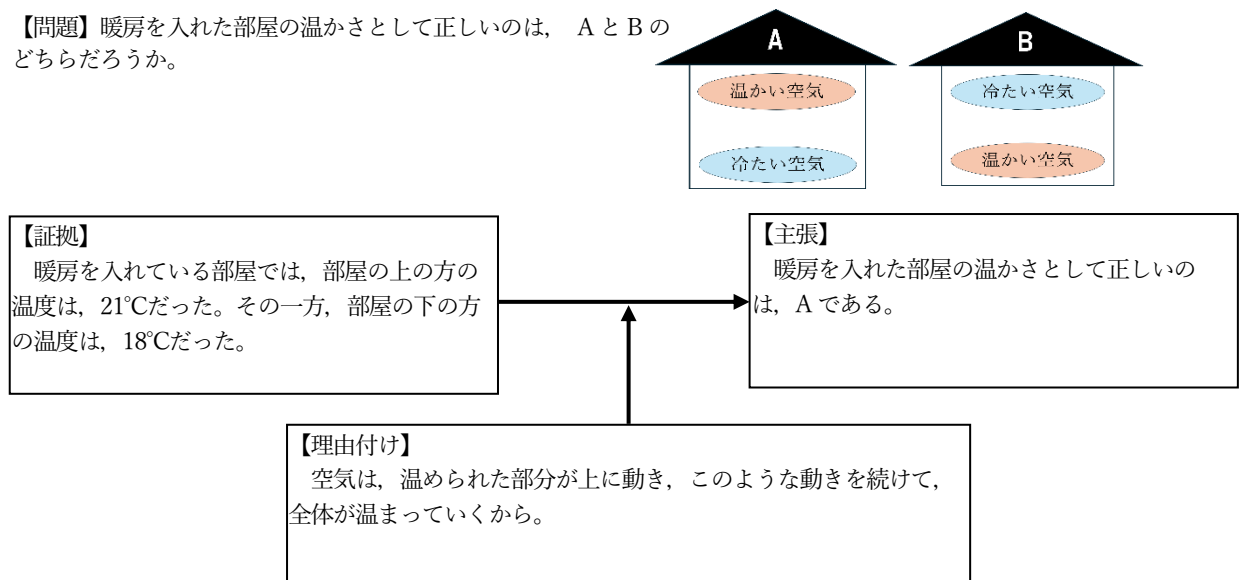 【問題】暖房を入れた部屋の温かさとして正しいのは， AとBの
どちらだろうか。
A
温かい空気
冷たい空気
B
冷たい空気
温かい空気
【証拠】
暖房を入れている部屋では，部屋の上の方の
温度は，21℃だった。その一方，部屋の下の方
の温度は，18℃だった。
【主張】
暖房を入れた部屋の温かさとして正しいの
は，A である。
【理由付け】
空気は，温められた部分が上に動き，このような動きを続けて，
全体が温まっていくから。